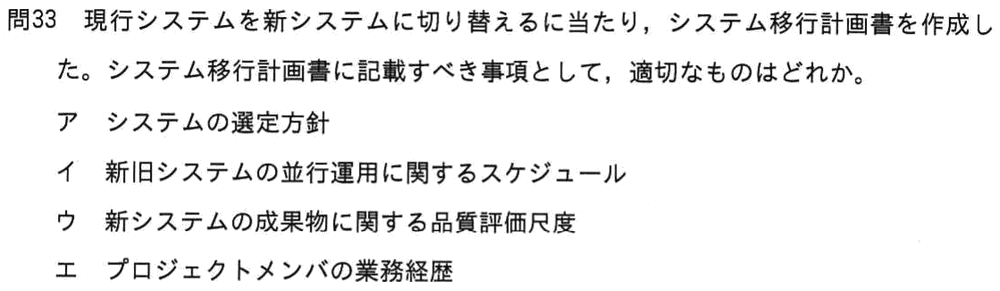 問33　現行システムを新システムに切り替えるに当たり，システム移行計画書を作成し
た。システム移行計画書に記載すべき事項として，適切なものはどれか。
ア　システムの選定方針
イ　新旧システムの並行運用に関するスケジュール
ウ　新システムの成果物に関する品質評価尺度
エ　プロジェクトメンバの業務経歴